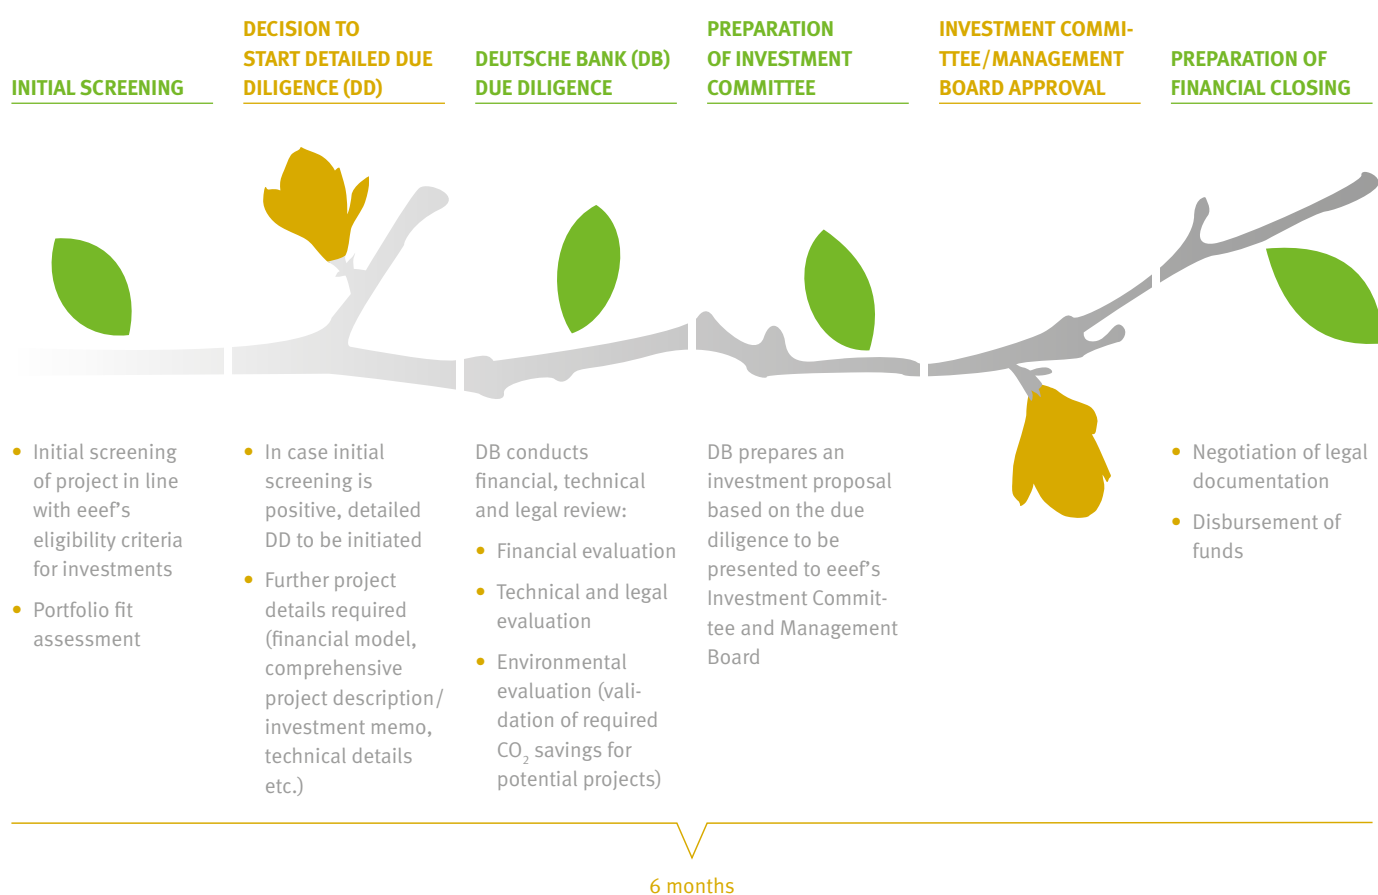 INITIAL SCREENING
DECISION TO
START DETAILED DUE
DILIGENCE (DD)
DEUTSCHE BANK (DB)
DUE DILIGENCE
PREPARATION
OF INVESTMENT
COMMITTEE
INVESTMENT COMMI-
TTEE/MANAGEMENT
BOARD APPROVAL
PREPARATION OF
FINANCIAL CLOSING
• Initial screening
of project in line
with eeef's
eligibility criteria
for investments
• Portfolio fit
assessment
• In case initial
screening is
positive, detailed
DD to be initiated
• Further project
details required
(financial model,
comprehensive
project description/
investment memo,
technical details
etc.)
DB conducts
financial, technical
and legal review:
• Financial evaluation
• Technical and legal
evaluation
• Environmental
evaluation (vali-
dation of required
CO₂ savings for
potential projects)
DB prepares an
investment proposal
based on the due
diligence to be
presented to eeef's
Investment Commit-
tee and Management
Board
• Negotiation of legal
documentation
• Disbursement of
funds
6 months